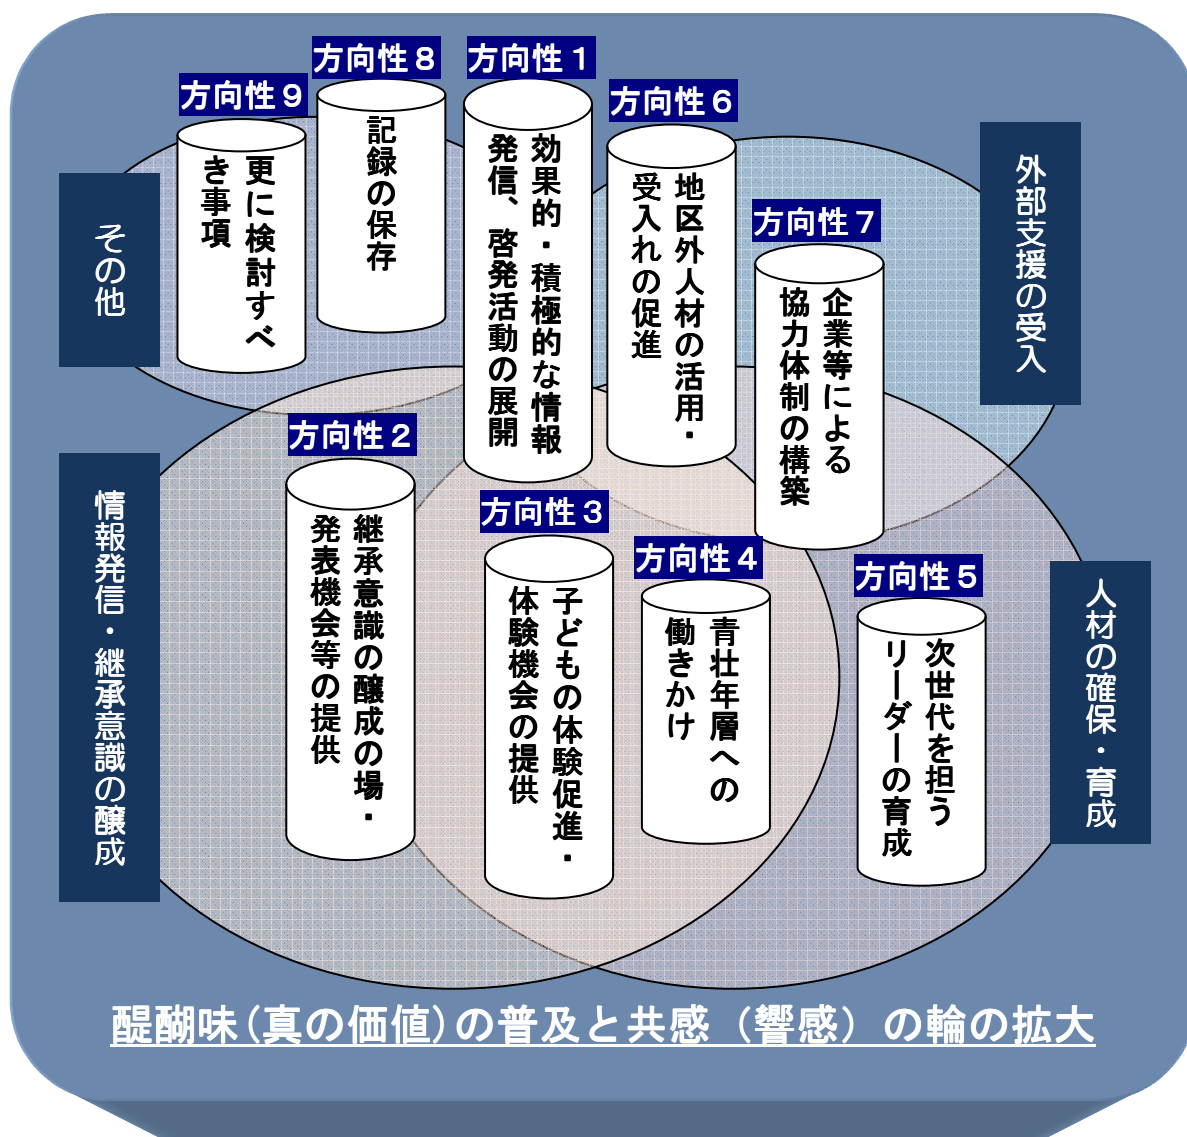 方向性８
記録の保存
方向性１
効果的・積極的な情報
発信、啓発活動の展開
方向性９
更に検討すべ
き事項
方向性６
地区外人材の活用・
受入れの促進
方向性７
企業等による
協力体制の構築
外部支援の受入
その他
方向性２
継承意識の醸成の場・
発表機会等の提供
方向性３
子どもの体験促進・
体験機会の提供
方向性４
青壮年層への
働きかけ
方向性５
次世代を担う
リーダーの育成
情報発信・継承意識の醸成
人材の確保・育成
醍醐味(真の価値)の普及と共感（響感）の輪の拡大